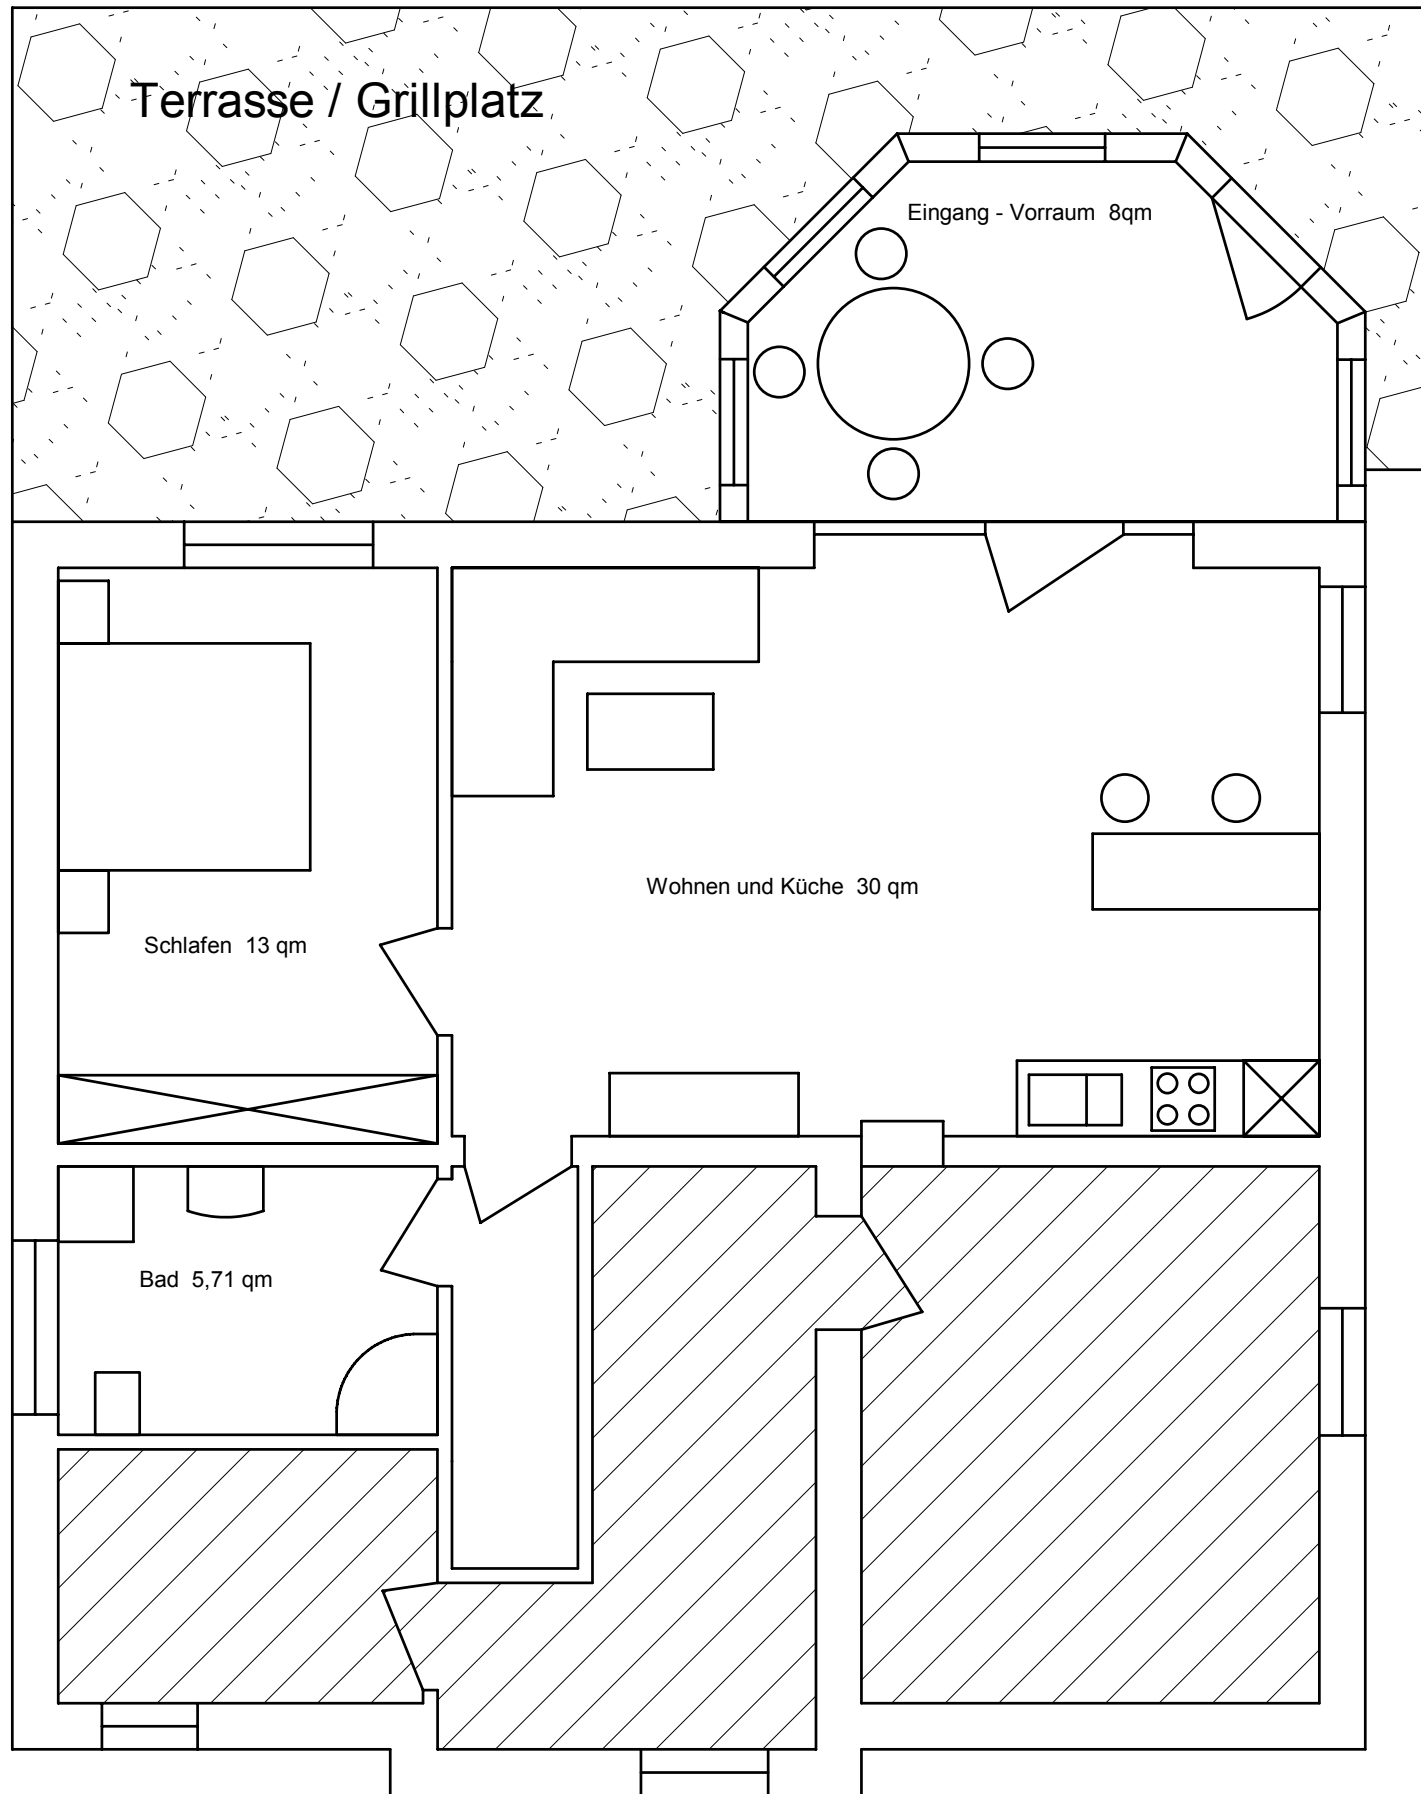 Terrasse / Grillplatz
Eingang - Vorraum  8qm
Wohnen und Küche  30 qm
Schlafen  13 qm
Bad  5,71 qm